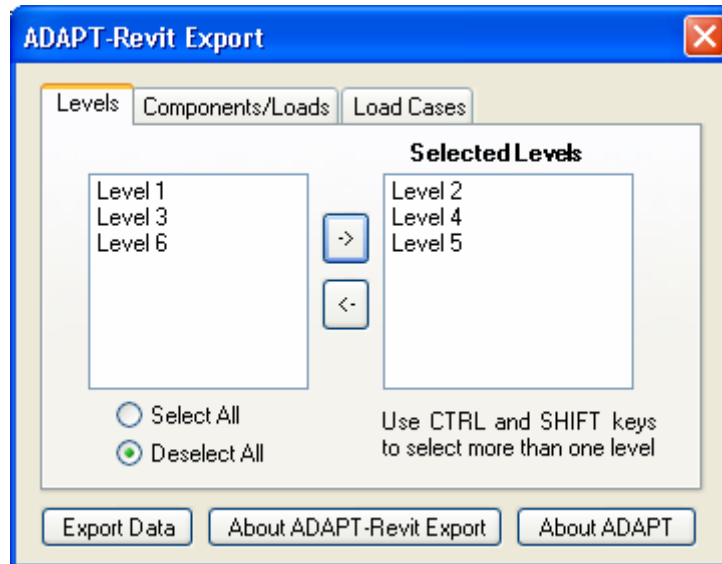 ADAPT-Revit Export
Levels Components/Loads Load Cases
Selected Levels
Level 1
Level 3
Level 6
->
<-
Level 2
Level 4
Level 5
Select All
Deselect All
Use CTRL and SHIFT keys
to select more than one level
Export Data About ADAPT-Revit Export About ADAPT